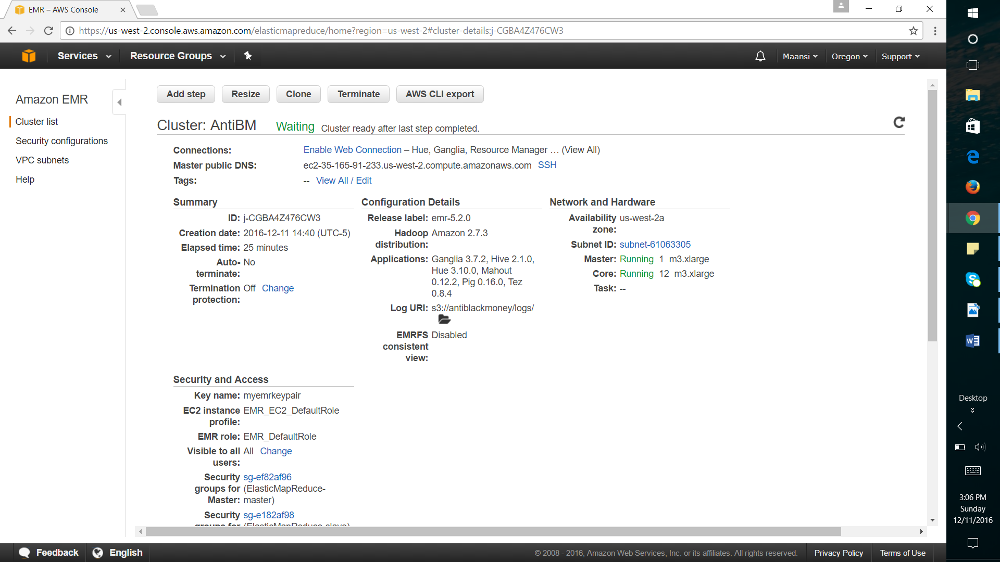 EMR – AWS Console
https://us-west-2.console.aws.amazon.com/elasticmapreduce/home?region=us-west-2#cluster-details:j-CGBA4Z476CW3
Services Resource Groups Maansi Oregon Support
Amazon EMR
Cluster list
Security configurations
VPC subnets
Help
Add step Resize Clone Terminate AWS CLI export
Cluster: AntiBM Waiting Cluster ready after last step completed.
Connections: Enable Web Connection – Hue, Ganglia, Resource Manager … (View All)
Master public DNS: ec2-35-165-91-233.us-west-2.compute.amazonaws.com SSH
Tags: -- View All / Edit
Summary
ID: j-CGBA4Z476CW3
Creation date: 2016-12-11 14:40 (UTC-5)
Elapsed time: 25 minutes
Auto- No
terminate:
Termination Off Change
protection:
Configuration Details
Release label: emr-5.2.0
Hadoop Amazon 2.7.3
distribution:
Applications: Ganglia 3.7.2, Hive 2.1.0,
Hue 3.10.0, Mahout
0.12.2, Pig 0.16.0, Tez
0.8.4
Log URI: s3://antiblackmoney/logs/
EMRFS Disabled
consistent
view:
Network and Hardware
Availability us-west-2a
zone:
Subnet ID: subnet-61063305
Master: Running 1 m3.xlarge
Core: Running 12 m3.xlarge
Task: --
Security and Access
Key name: myemrkeypair
EC2 instance EMR_EC2_DefaultRole
profile:
EMR role: EMR_DefaultRole
Visible to all All Change
users:
Security sg-ef82af96
groups for (ElasticMapReduce-
Master: master)
Security sg-e182af98
groups for (ElasticMapReduce-slave)
Feedback English © 2008 - 2016, Amazon Web Services, Inc. or its affiliates. All rights reserved. Privacy Policy Terms of Use
Desktop
3:06 PM
Sunday
12/11/2016